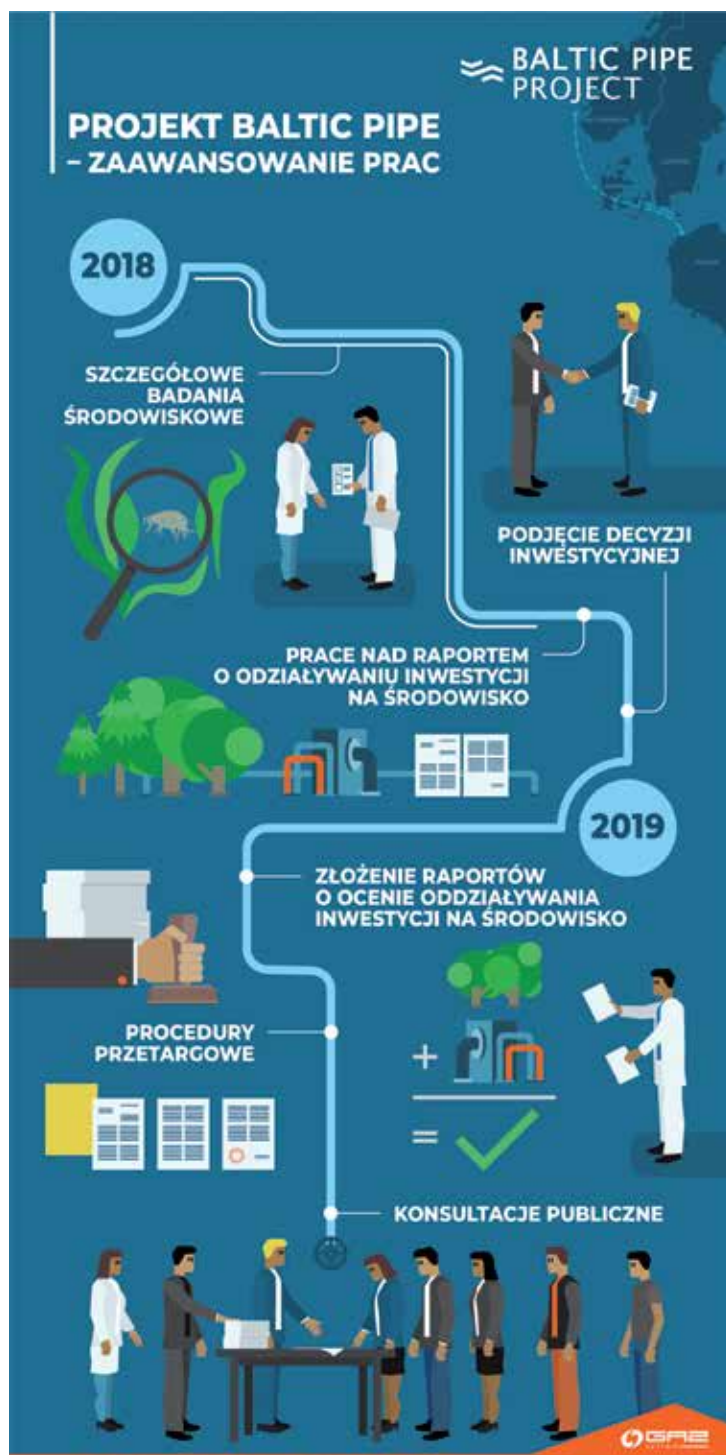 BALTIC PIPE
PROJECT
PROJEKT BALTIC PIPE
– ZAAWANSOWANIE PRAC
2018
SZCZEGÓŁOWE
BADANIA
ŚRODOWISKOWE
PODJĘCIE DECYZJI
INWESTYCYJNEJ
PRACE NAD RAPORTEM
O ODZIAŁYWANIU INWESTYCJI
NA ŚRODOWISKO
2019
ZŁOŻENIE RAPORTÓW
O OCENIE ODDZIAŁYWANIA
INWESTYCJI NA ŚRODOWISKO
PROCEDURY
PRZETARGOWE
+
=
KONSULTACJE PUBLICZNE
GAZ